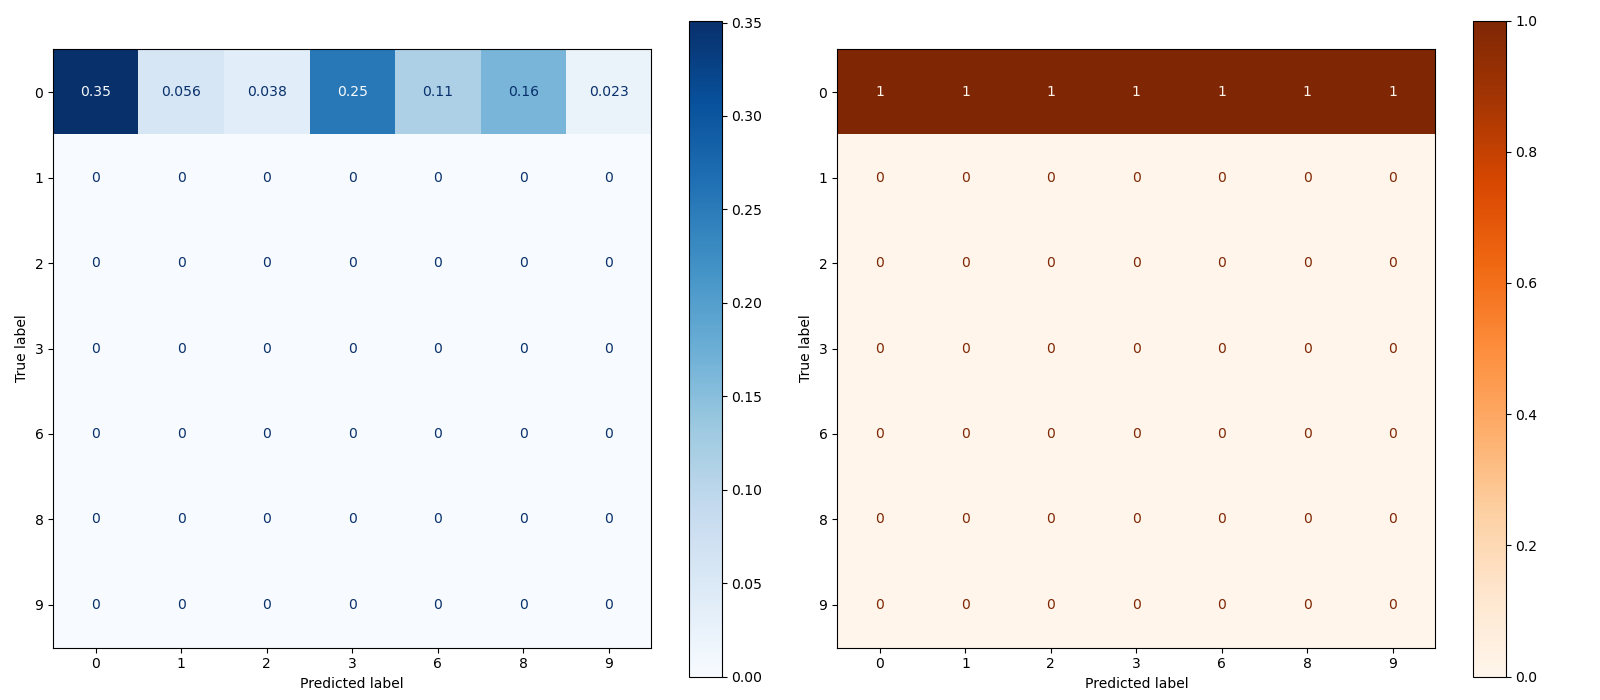 0.35
0 0.35 0.056 0.038 0.25 0.11 0.16 0.023
1 0 0 0 0 0 0 0
2 0 0 0 0 0 0 0
3 0 0 0 0 0 0 0
6 0 0 0 0 0 0 0
8 0 0 0 0 0 0 0
9 0 0 0 0 0 0 0
0 1 2 3 6 8 9
True label
Predicted label
0.30
0.25
0.20
0.15
0.10
0.05
0.00
0 1 1 1 1 1 1 1
1 0 0 0 0 0 0 0
2 0 0 0 0 0 0 0
3 0 0 0 0 0 0 0
6 0 0 0 0 0 0 0
8 0 0 0 0 0 0 0
9 0 0 0 0 0 0 0
0 1 2 3 6 8 9
True label
Predicted label
1.0
0.8
0.6
0.4
0.2
0.0